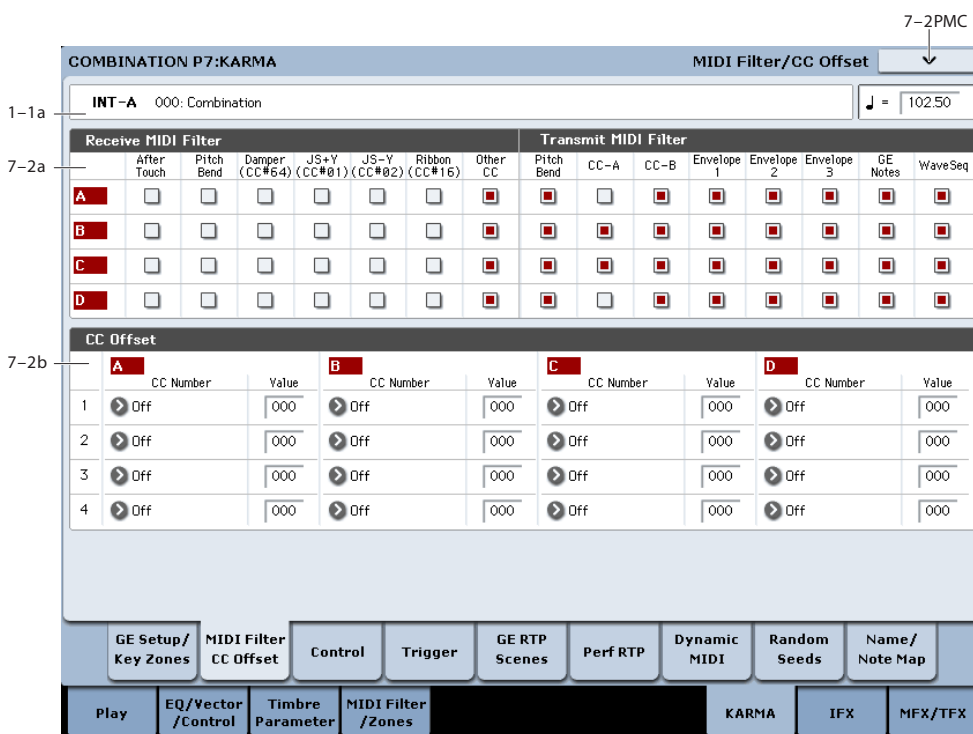 7–2PMC
COMBINATION P7:KARMA MIDI Filter/CC Offset
1–1a
INT-A 000: Combination ♩ = 102.50
Receive MIDI Filter Transmit MIDI Filter
7–2a
After Touch Pitch Bend Damper (CC#64) JS+Y (CC#01) JS-Y (CC#02) Ribbon (CC#16) Other CC Pitch Bend CC-A CC-B Envelope 1 Envelope 2 Envelope 3 GE Notes WaveSeq
A
B
C
D
CC Offset
7–2b
A B C D
CC Number Value CC Number Value CC Number Value CC Number Value
1 Off 000 Off 000 Off 000 Off 000
2 Off 000 Off 000 Off 000 Off 000
3 Off 000 Off 000 Off 000 Off 000
4 Off 000 Off 000 Off 000 Off 000
GE Setup/ Key Zones MIDI Filter CC Offset Control Trigger GE RTP Scenes Perf RTP Dynamic MIDI Random Seeds Name/ Note Map
Play EQ/Vector /Control Timbre Parameter MIDI Filter /Zones KARMA IFX MFX/TFX